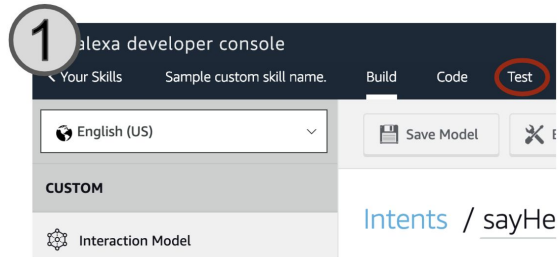 1
alexa developer console
Your Skills Sample custom skill name. Build Code Test
English (US) Save Model
CUSTOM
Intents / sayHe
Interaction Model